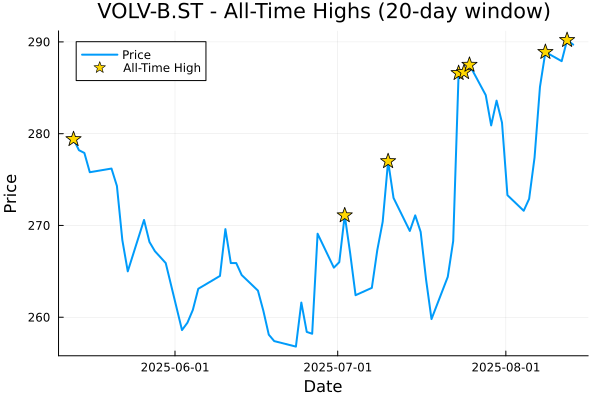 VOLV-B.ST - All-Time Highs (20-day window)
Price
All-Time High
290
280
270
260
Price
2025-06-01
2025-07-01
2025-08-01
Date